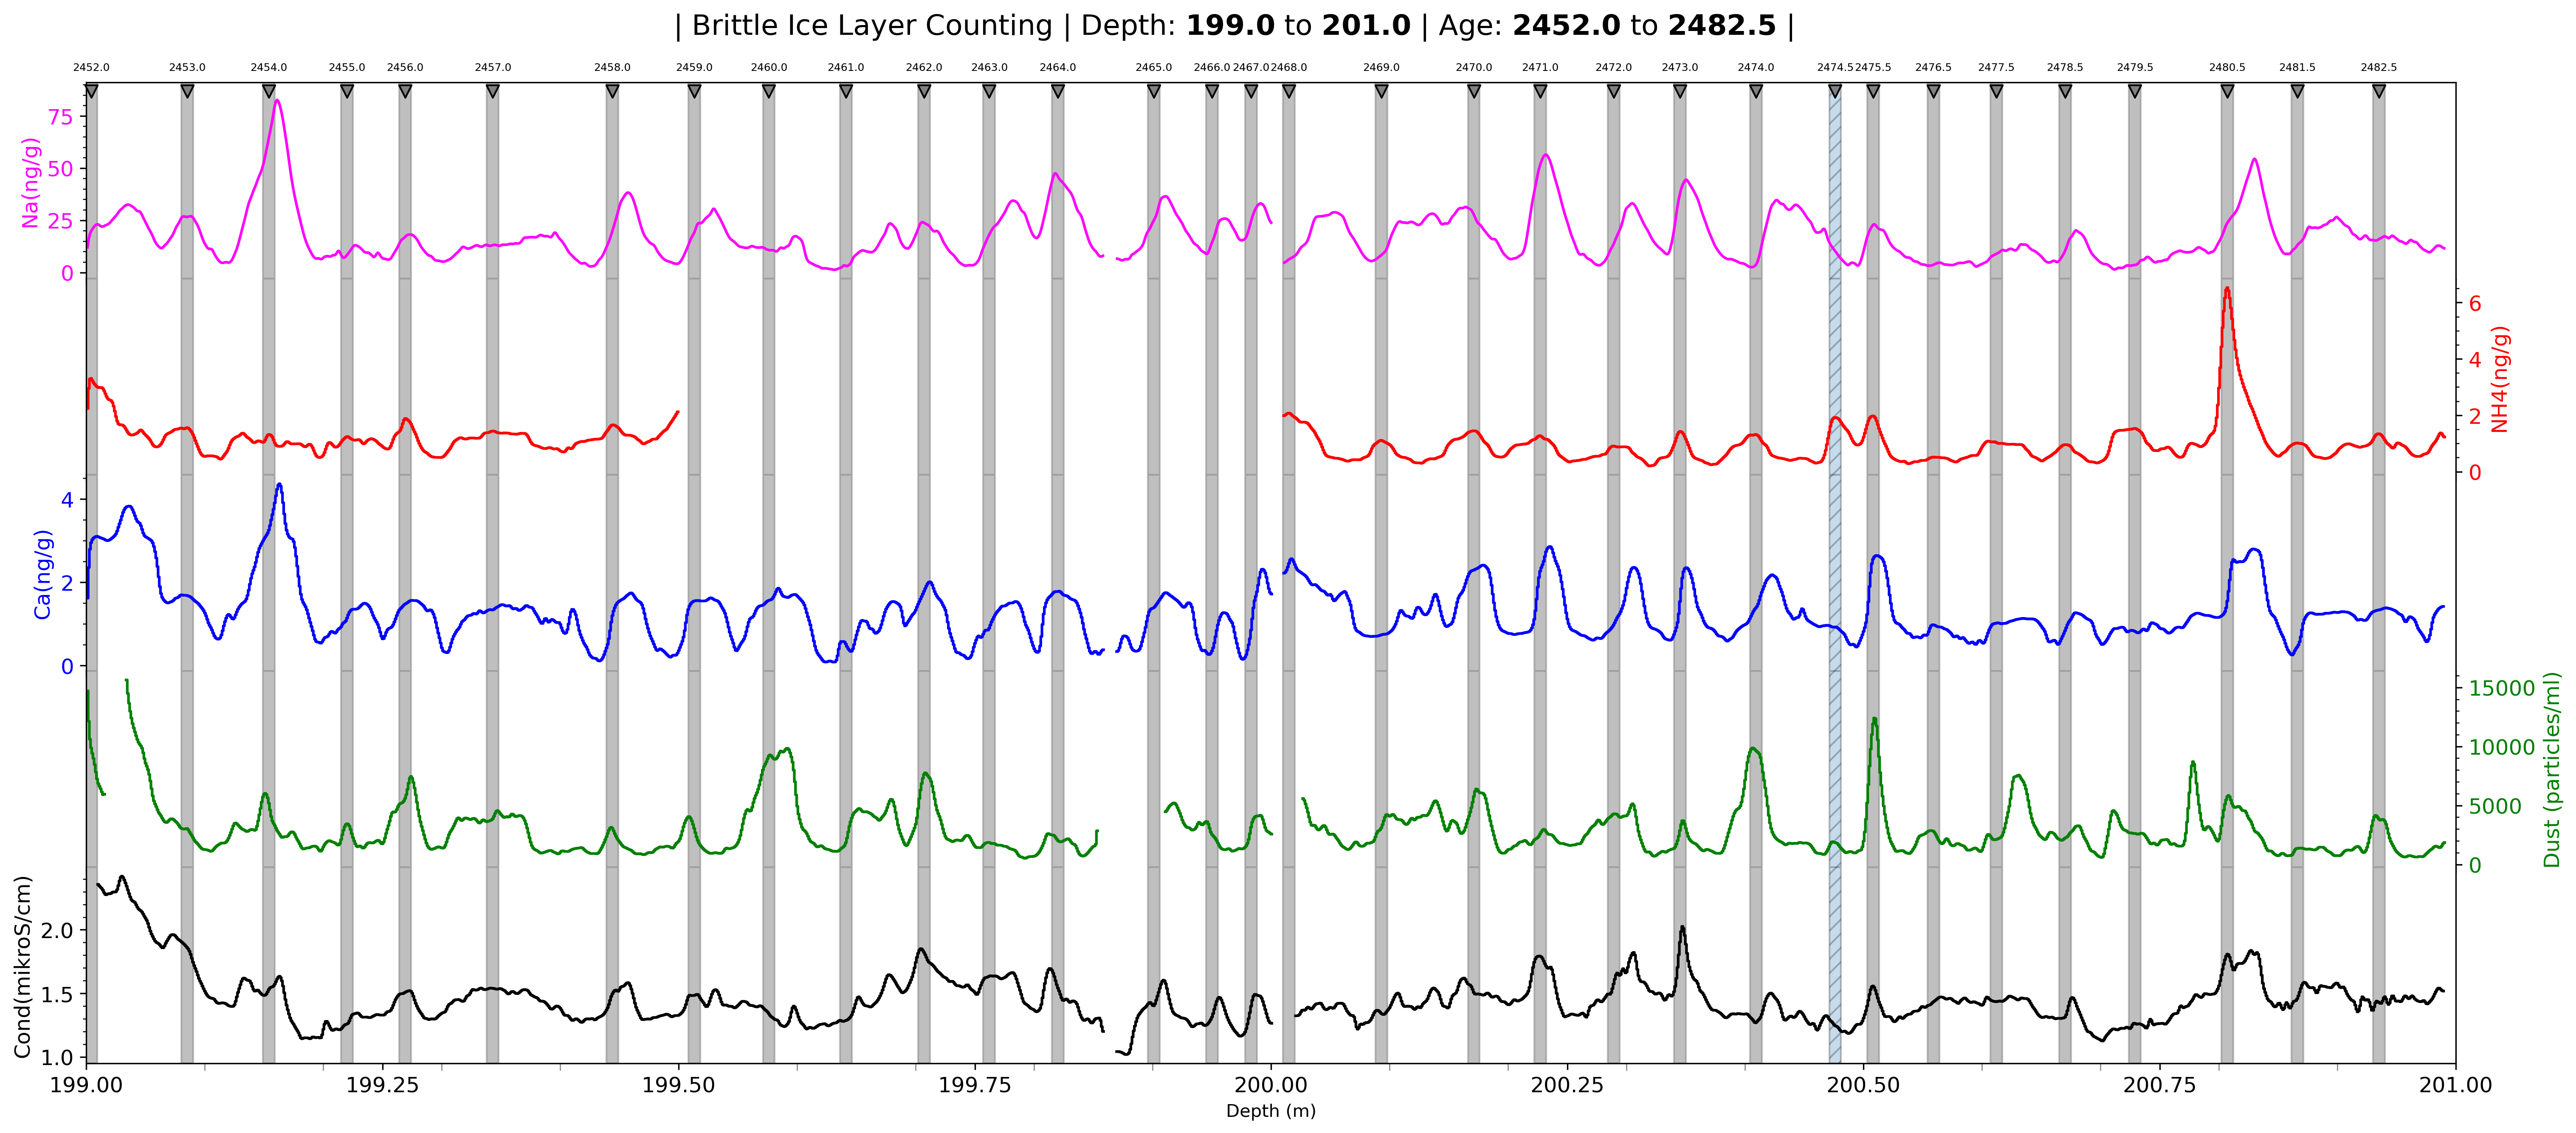 | Brittle Ice Layer Counting | Depth: 199.0 to 201.0 | Age: 2452.0 to 2482.5 |
2452.0 2453.0 2454.0 2455.0 2456.0 2457.0 2458.0 2459.0 2460.0 2461.0 2462.0 2463.0 2464.0 2465.0 2466.0 2467.0 2468.0 2469.0 2470.0 2471.0 2472.0 2473.0 2474.0 2474.5 2475.5 2476.5 2477.5 2478.5 2479.5 2480.5 2481.5 2482.5
Na(ng/g)
75
50
25
0
NH4(ng/g)
6
4
2
0
Ca(ng/g)
4
2
0
Dust (particles/ml)
15000
10000
5000
0
Cond(mikroS/cm)
2.0
1.5
1.0
199.00 199.25 199.50 199.75 200.00 200.25 200.50 200.75 201.00
Depth (m)